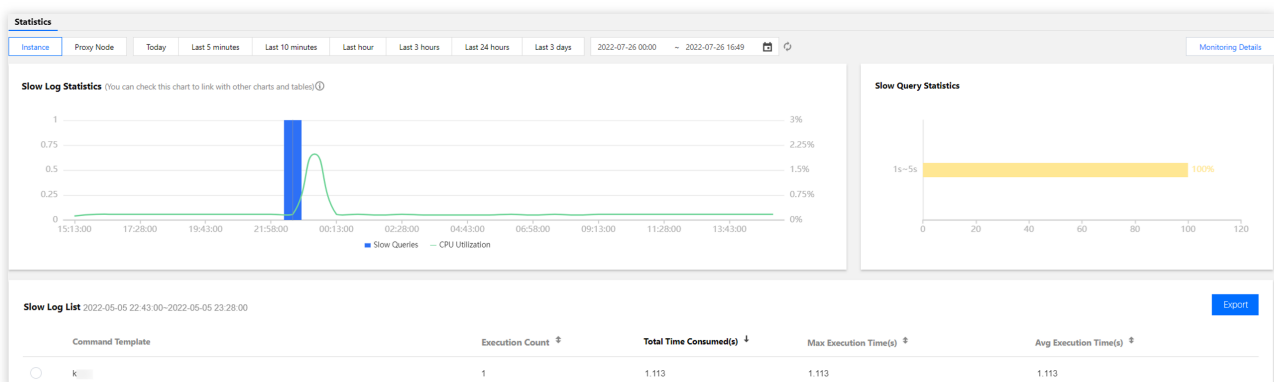 Statistics
Instance Proxy Node Today Last 5 minutes Last 10 minutes Last hour Last 3 hours Last 24 hours Last 3 days 2022-07-26 00:00 ~ 2022-07-26 16:49 Monitoring Details
Slow Log Statistics (You can check this chart to link with other charts and tables)
1 3%
0.75 2.25%
0.5 1.5%
0.25 0.75%
0 0%
15:13:00 17:28:00 19:43:00 21:58:00 00:13:00 02:28:00 04:43:00 06:58:00 09:13:00 11:28:00 13:43:00
Slow Queries CPU Utilization
Slow Query Statistics
1s~5s 100%
0 20 40 60 80 100 120
Slow Log List 2022-05-05 22:43:00~2022-05-05 23:28:00 Export
Command Template Execution Count Total Time Consumed(s) Max Execution Time(s) Avg Execution Time(s)
k 1 1.113 1.113 1.113